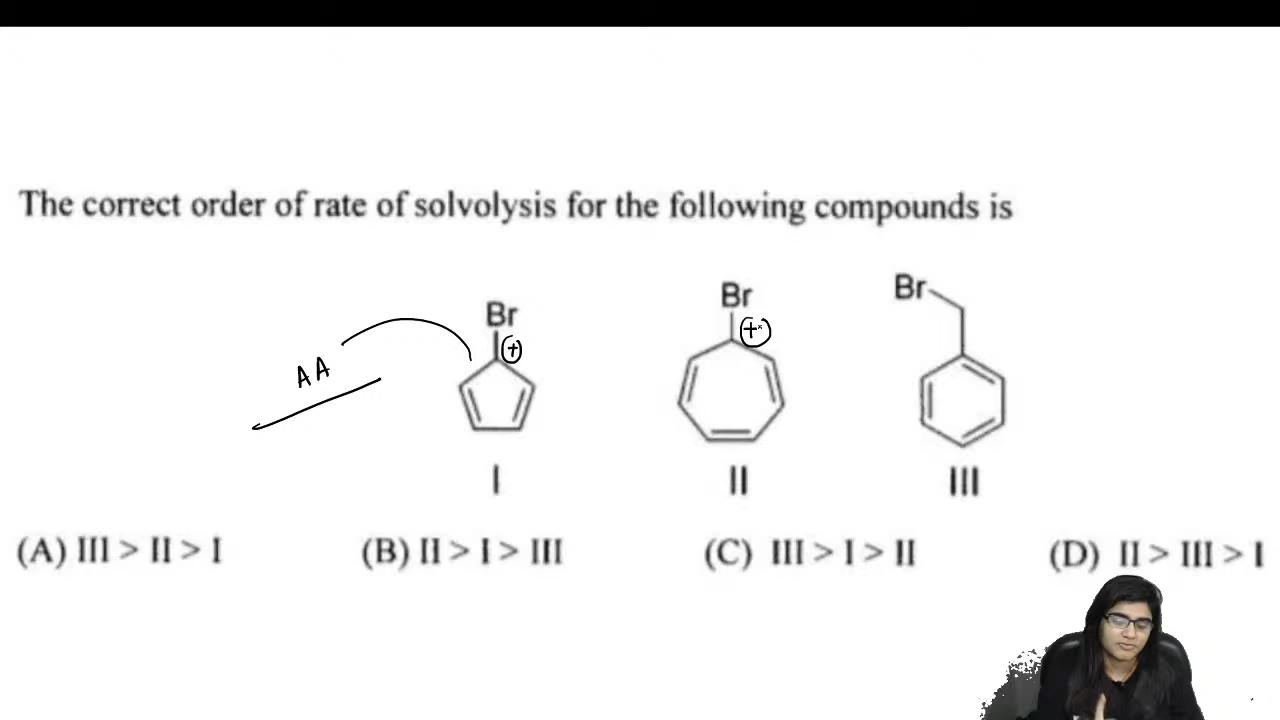 The correct order of rate of solvolysis for the following compounds is
Br
Br
Br
AA
+
+
I
II
III
(A) III > II > I
(B) II > I > III
(C) III > I > II
(D) II > III > I